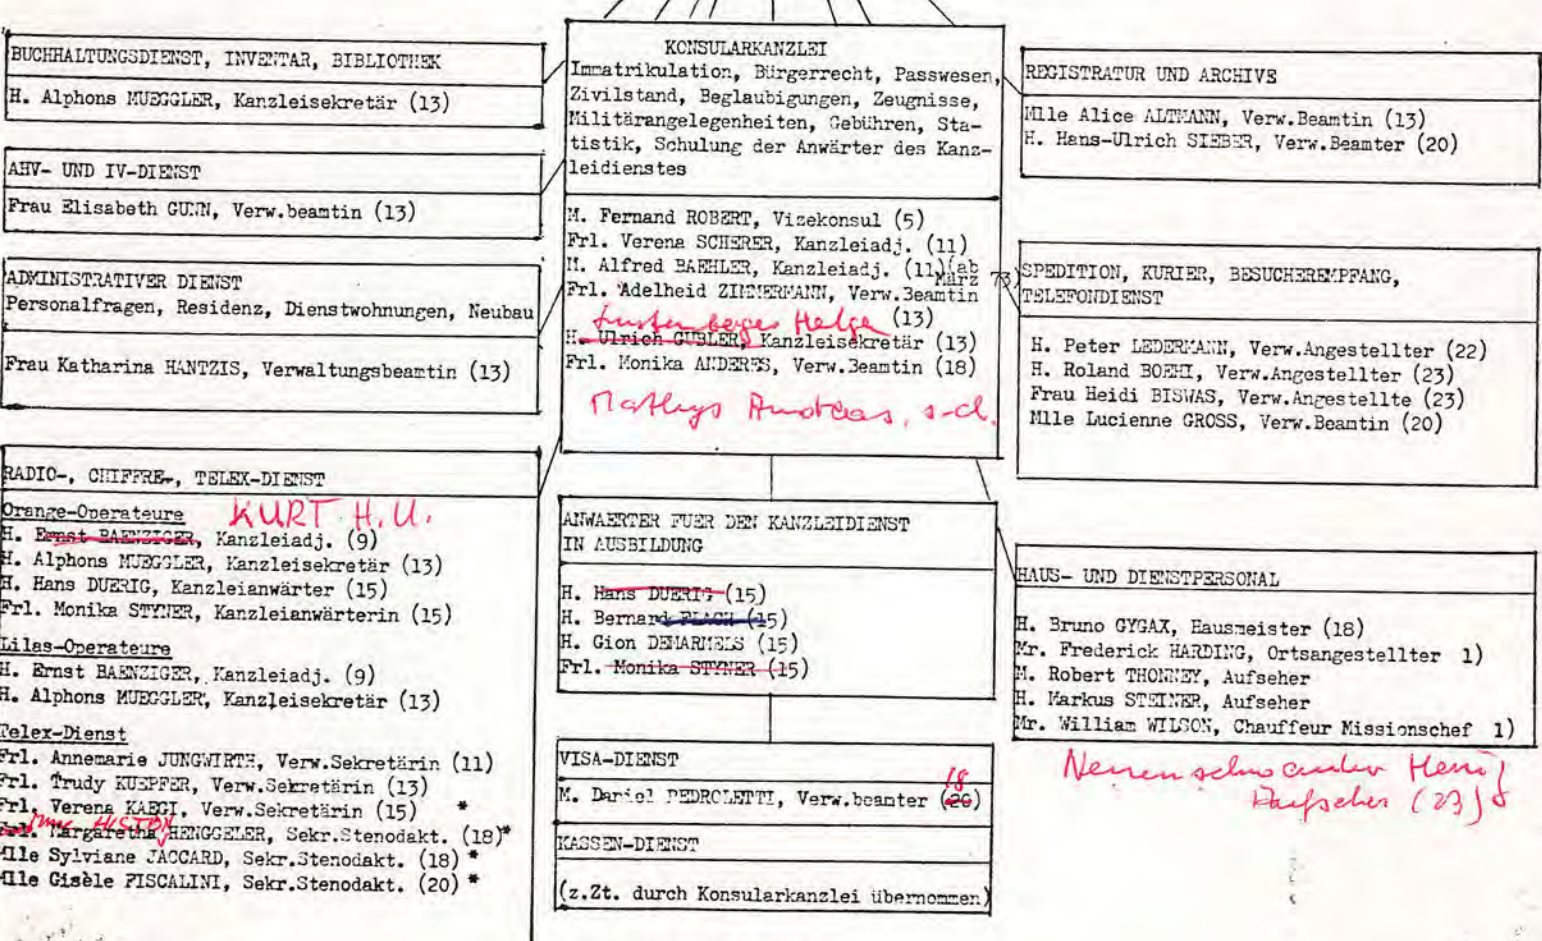 BUCHHALTUNGSDIENST, INVENTAR, BIBLIOTHEK
H. Alphons MUEGGLER, Kanzleisekretär (13)
AHV- UND IV-DIENST
Frau Elisabeth GUNN, Verw.beamtin (13)
ADMINISTRATIVER DIENST
Personalfragen, Residenz, Dienstwohnungen, Neubau
Frau Katharina HANTZIS, Verwaltungsbeamtin (13)
RADIO-, CHIFFRE-, TELEX-DIENST
Orange-Operateure
KURT H.U.
H. Ernst BAENZIGER, Kanzleiadj. (9)
H. Alphons MUEGGLER, Kanzleisekretär (13)
H. Hans DUERIG, Kanzleianwärter (15)
Frl. Monika STYNER, Kanzleianwärterin (15)
Lilas-Operateure
H. Ernst BAENZIGER, Kanzleiadj. (9)
H. Alphons MUEGGLER, Kanzleisekretär (13)
Telex-Dienst
Frl. Annemarie JUNGWIRTH, Verw.Sekretärin (11)
Frl. Trudy KUEPFER, Verw.Sekretärin (13)
Frl. Verena KAEGI, Verw.Sekretärin (15) *
Frl. Margaretha HENGGELER, Sekr.Stenodakt. (18)*
Mlle Sylviane JACCARD, Sekr.Stenodakt. (18) *
Mlle Gisèle PISCALINI, Sekr.Stenodakt. (20) *
KONSULARKANZLEI
Immatrikulation, Bürgerrecht, Passwesen,
Zivilstand, Beglaubigungen, Zeugnisse,
Militärangelegenheiten, Gebühren, Sta-
tistik, Schulung der Anwärter des Kanz-
leidienstes
M. Fernand ROBERT, Vizekonsul (5)
Frl. Verena SCHERER, Kanzleiadj. (11)
M. Alfred BAEHLER, Kanzleiadj. (11)(ab
März 73)
Frl. Adelheid ZIMMERMANN, Verw.Beamtin
(13)
Helge
H. Ulrich GUBLER, Kanzleisekretär (13)
Frl. Monika ANDERES, Verw.Beamtin (18)
Mathys Andreas, s-cl.
ANWAERTER FUER DEN KANZLEIDIENST
IN AUSBILDUNG
H. Hans DUERIG (15)
H. Bernard FLACH (15)
H. Gion DEMARMELS (15)
Frl. Monika STYNER (15)
VISA-DIENST
18
M. Daniel PEDROLETTI, Verw.beamter (20)
KASSEN-DIENST
(z.Zt. durch Konsularkanzlei übernommen)
REGISTRATUR UND ARCHIVE
Mlle Alice ALTMANN, Verw.Beamtin (13)
H. Hans-Ulrich SIEBER, Verw.Beamter (20)
SPEDITION, KURIER, BESUCHEREMPFANG,
TELEFONDIENST
H. Peter LEDERMANN, Verw.Angestellter (22)
H. Roland BOEHI, Verw.Angestellter (23)
Frau Heidi BISWAS, Verw.Angestellte (23)
Mlle Lucienne GROSS, Verw.Beamtin (20)
HAUS- UND DIENSTPERSONAL
H. Bruno GYGAX, Hausmeister (18)
Mr. Frederick HARDING, Ortsangestellter 1)
M. Robert THONNEY, Aufseher
H. Markus STEINER, Aufseher
Mr. William WILSON, Chauffeur Missionschef 1)
Nenenschwander Henri
Aufseher (23)